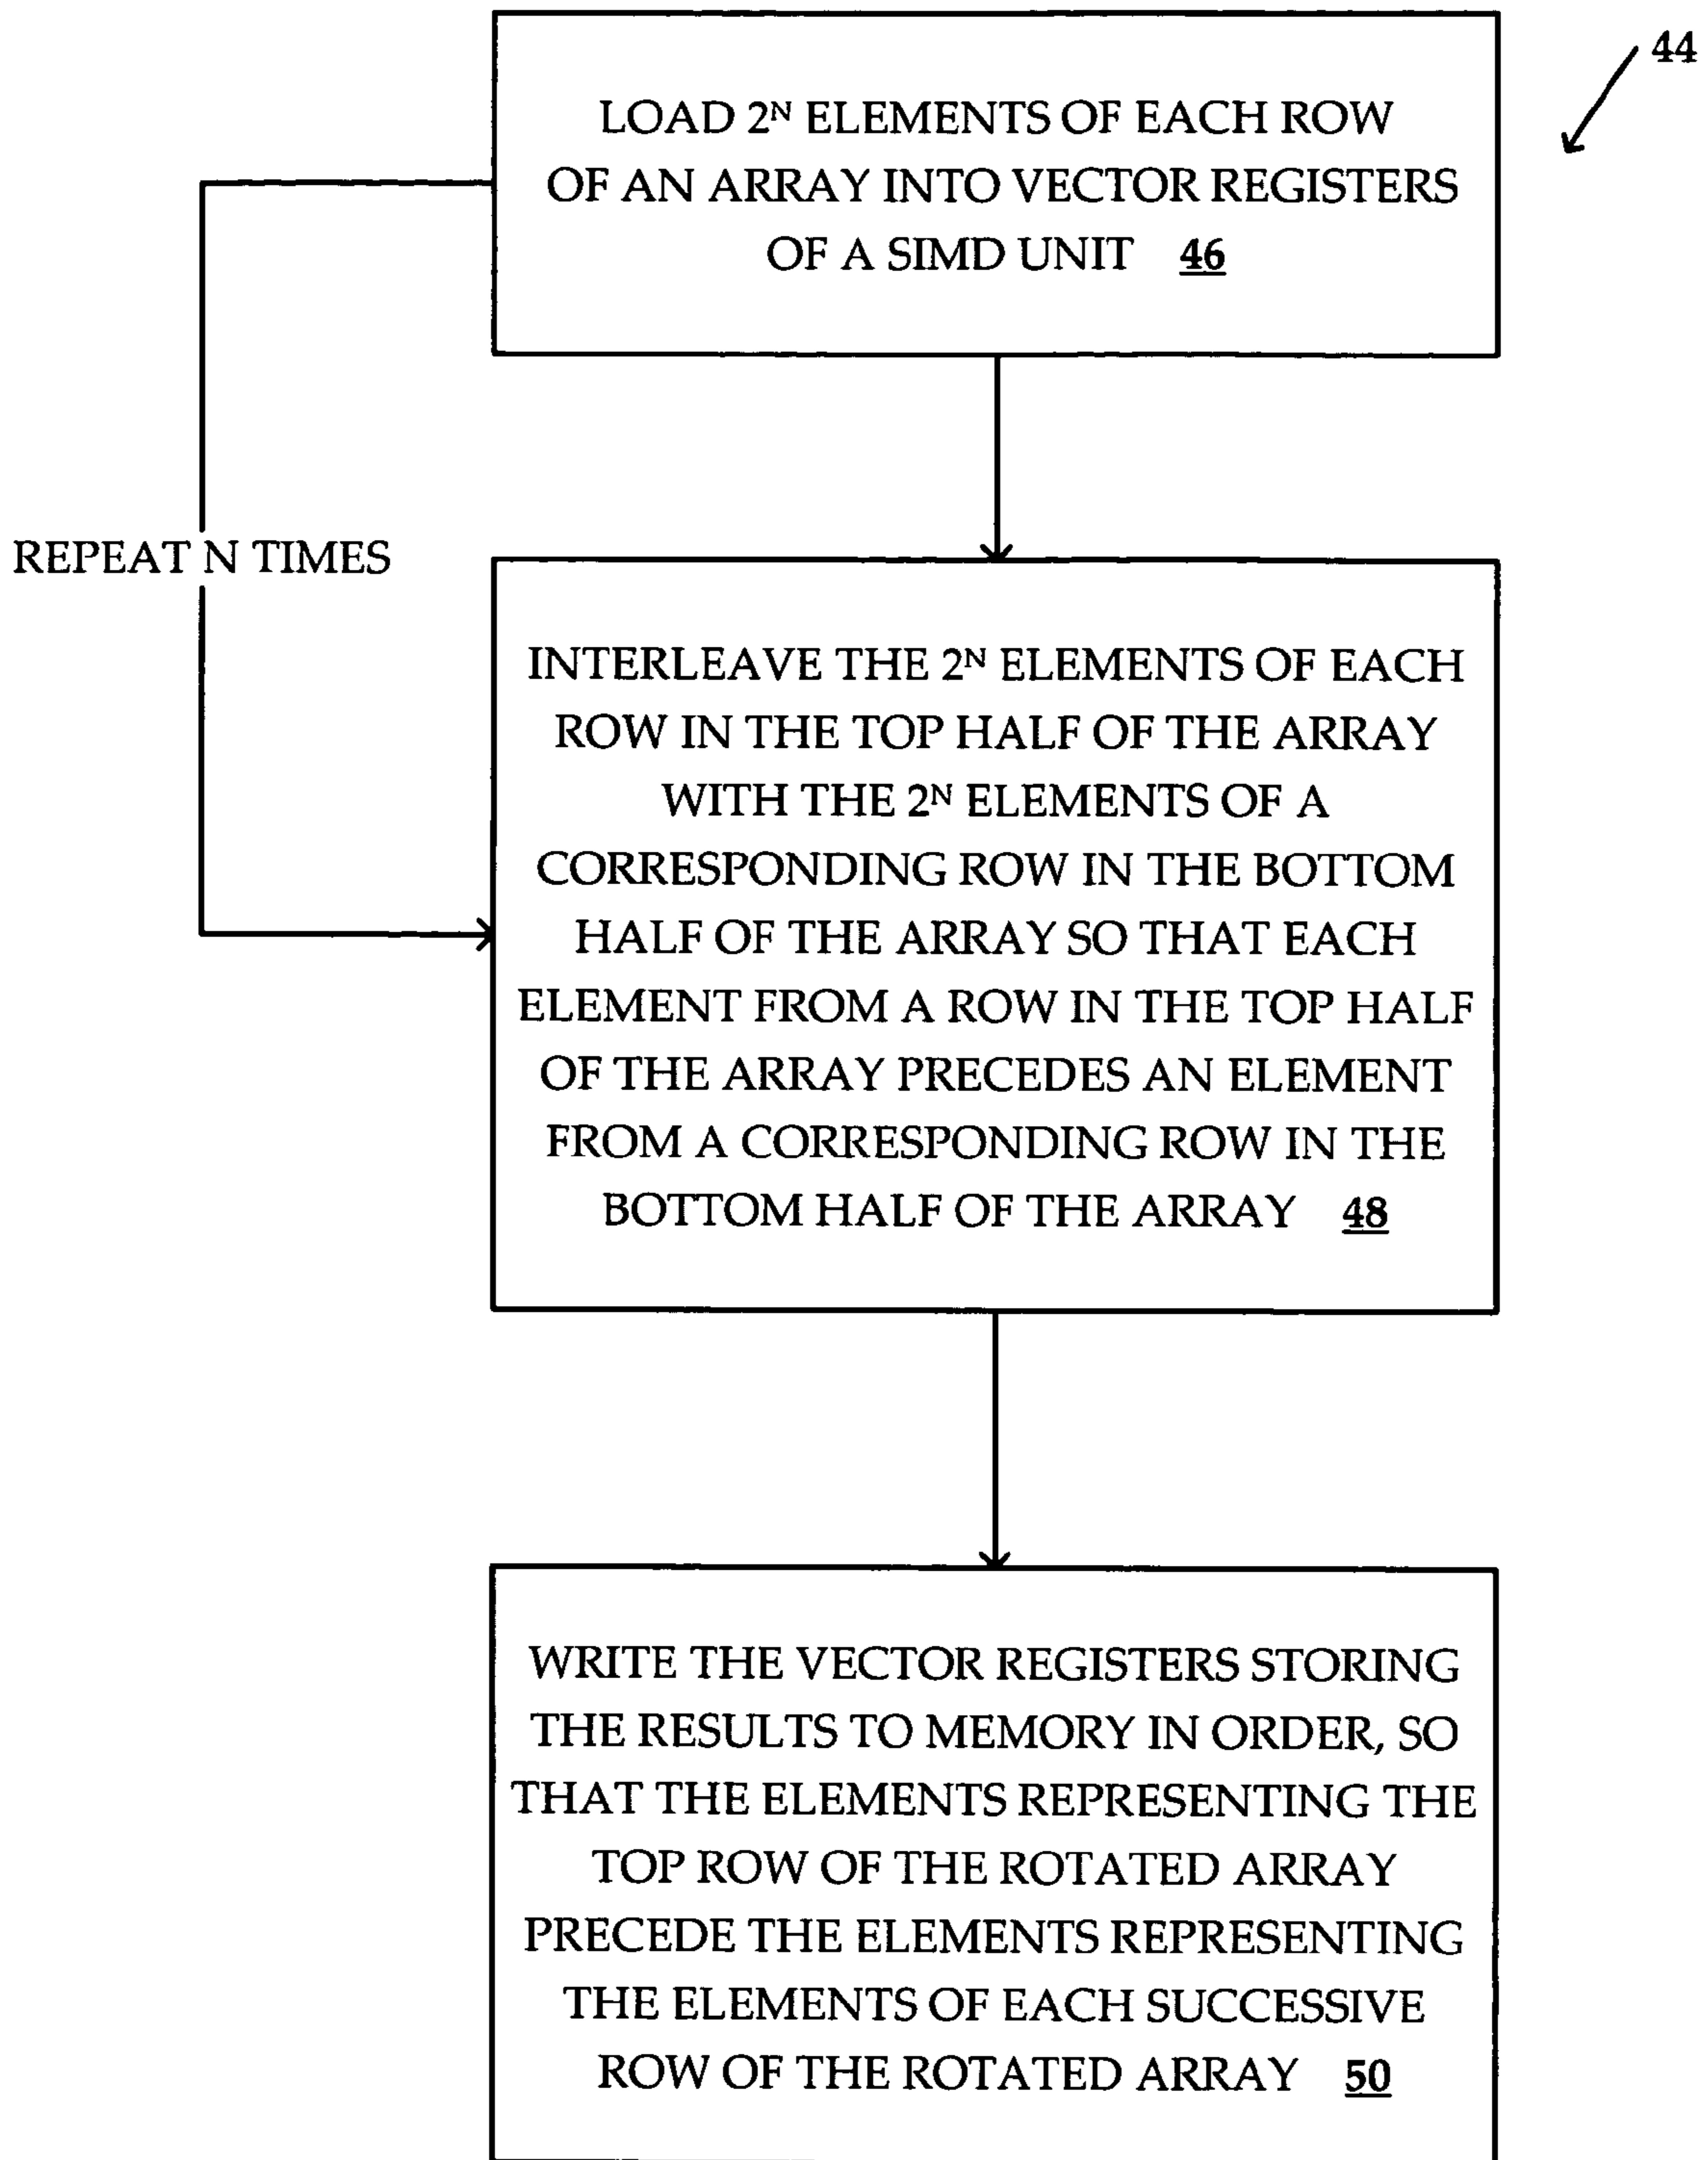 44
LOAD 2ᴺ ELEMENTS OF EACH ROW
OF AN ARRAY INTO VECTOR REGISTERS
OF A SIMD UNIT 46
REPEAT N TIMES
INTERLEAVE THE 2ᴺ ELEMENTS OF EACH
ROW IN THE TOP HALF OF THE ARRAY
WITH THE 2ᴺ ELEMENTS OF A
CORRESPONDING ROW IN THE BOTTOM
HALF OF THE ARRAY SO THAT EACH
ELEMENT FROM A ROW IN THE TOP HALF
OF THE ARRAY PRECEDES AN ELEMENT
FROM A CORRESPONDING ROW IN THE
BOTTOM HALF OF THE ARRAY 48
WRITE THE VECTOR REGISTERS STORING
THE RESULTS TO MEMORY IN ORDER, SO
THAT THE ELEMENTS REPRESENTING THE
TOP ROW OF THE ROTATED ARRAY
PRECEDE THE ELEMENTS REPRESENTING
THE ELEMENTS OF EACH SUCCESSIVE
ROW OF THE ROTATED ARRAY 50